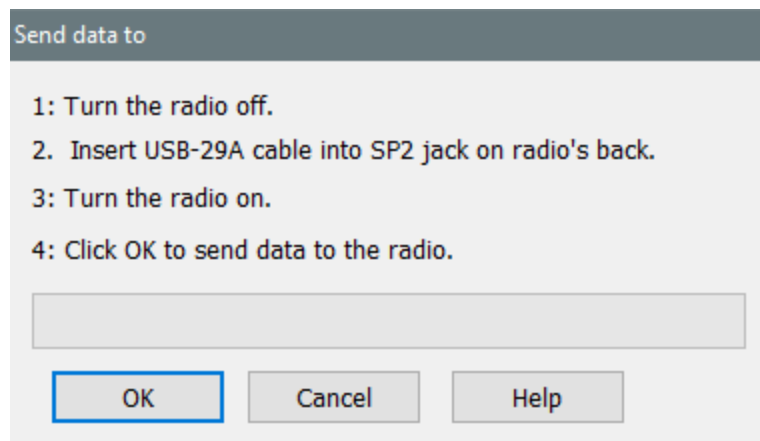 Send data to
1: Turn the radio off.
2.  Insert USB-29A cable into SP2 jack on radio's back.
3: Turn the radio on.
4: Click OK to send data to the radio.
OK Cancel Help